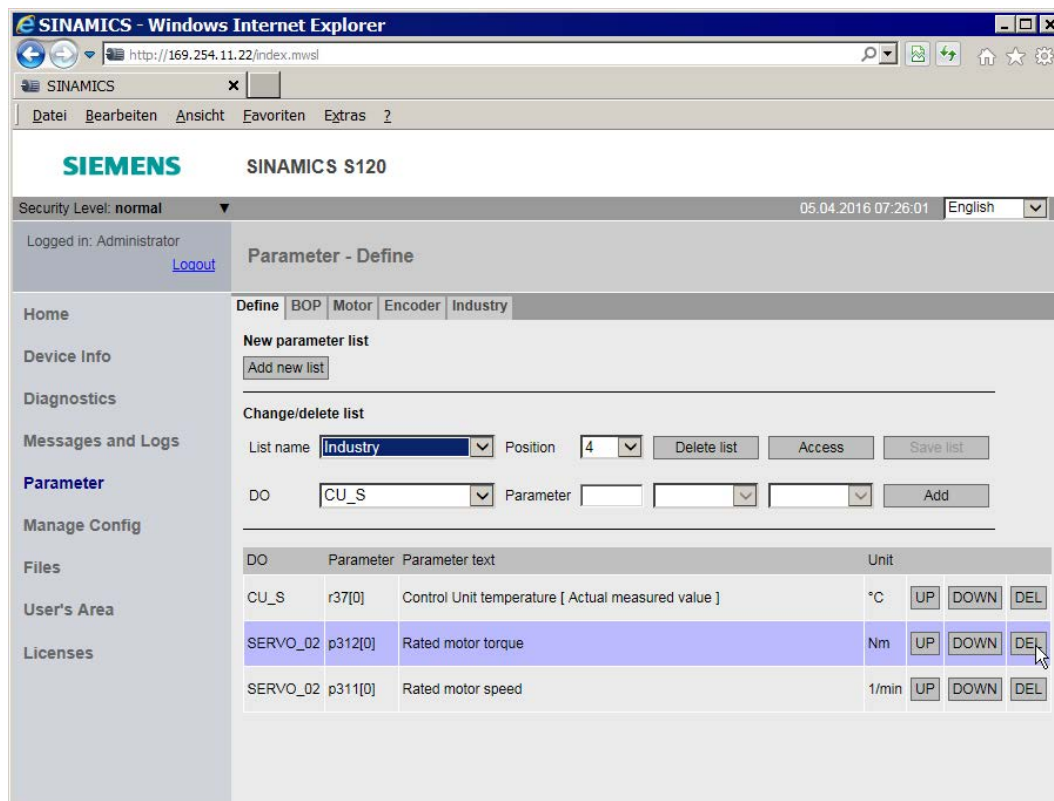 SINAMICS - Windows Internet Explorer
http://169.254.11.22/index.mwsl
SINAMICS
Datei Bearbeiten Ansicht Favoriten Extras ?
SIEMENS SINAMICS S120
Security Level: normal 05.04.2016 07:26:01 English
Logged in: Administrator
Logout
Parameter - Define
Home
Device Info
Diagnostics
Messages and Logs
Parameter
Manage Config
Files
User's Area
Licenses
Define BOP Motor Encoder Industry
New parameter list
Add new list
Change/delete list
List name Industry Position 4 Delete list Access Save list
DO CU_S Parameter Add
DO Parameter Parameter text Unit
CU_S r37[0] Control Unit temperature [ Actual measured value ] °C UP DOWN DEL
SERVO_02 p312[0] Rated motor torque Nm UP DOWN DEL
SERVO_02 p311[0] Rated motor speed 1/min UP DOWN DEL